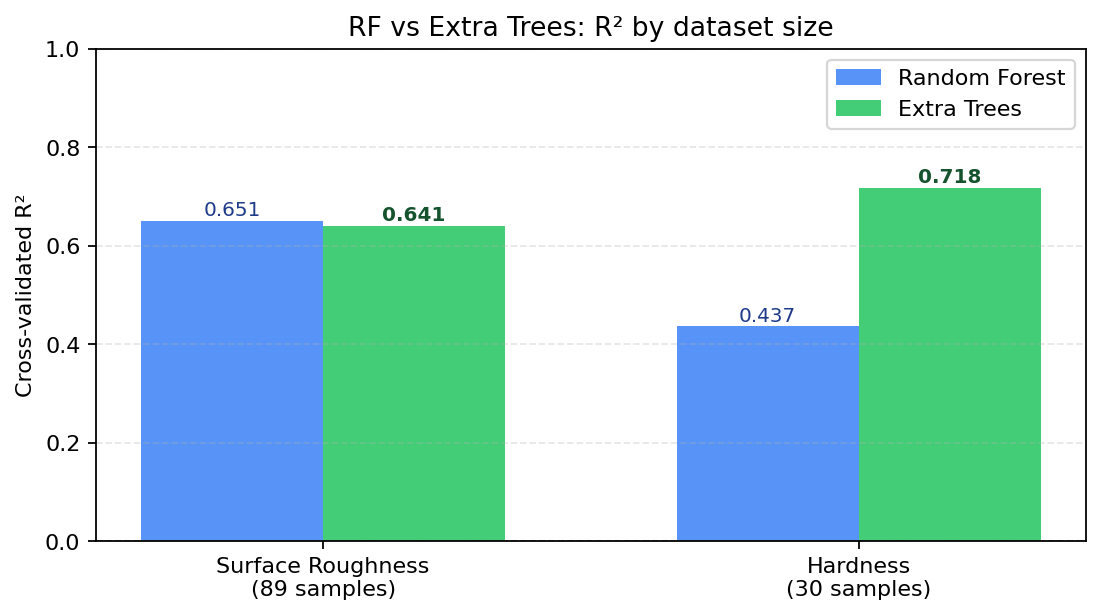 RF vs Extra Trees: R² by dataset size
Cross-validated R²
1.0
0.8
0.6
0.4
0.2
0.0
Random Forest
Extra Trees
0.651
0.641
0.437
0.718
Surface Roughness
(89 samples)
Hardness
(30 samples)